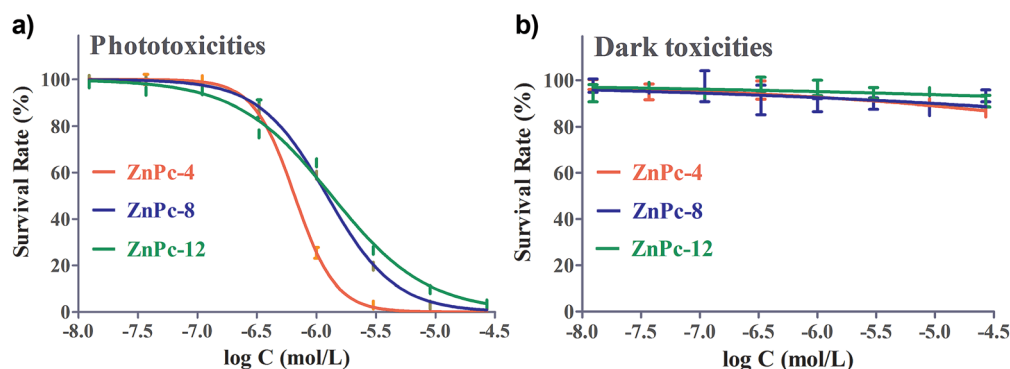 a)
Phototoxicities
Survival Rate (%)
100
80
60
40
20
0
ZnPc-4
ZnPc-8
ZnPc-12
-8.0 -7.5 -7.0 -6.5 -6.0 -5.5 -5.0 -4.5
log C (mol/L)
b)
Dark toxicities
Survival Rate (%)
100
80
60
40
20
0
ZnPc-4
ZnPc-8
ZnPc-12
-8.0 -7.5 -7.0 -6.5 -6.0 -5.5 -5.0 -4.5
log C (mol/L)